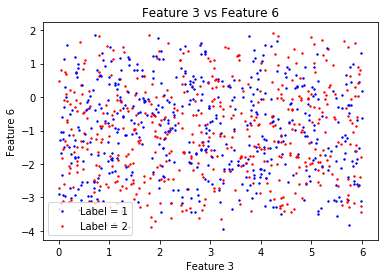 Feature 3 vs Feature 6
2
1
0
−1
−2
−3
−4
Feature 6
Label = 1
Label = 2
0 1 2 3 4 5 6
Feature 3